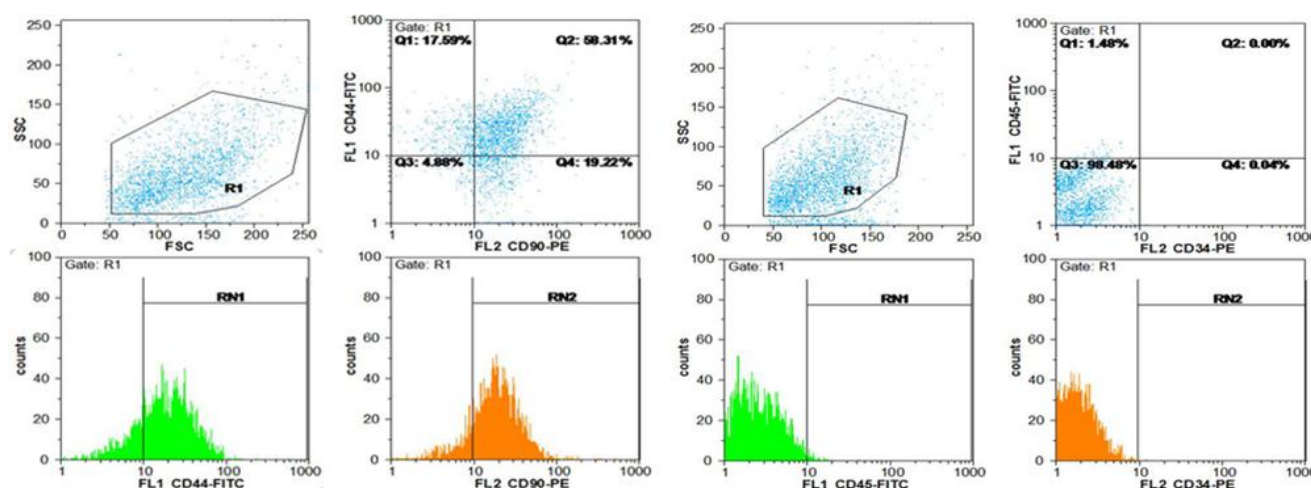 250
200
150
100
50
0
SSC
R1
0 50 100 150 200 250
FSC
1000
100
10
1
FL1 CD44-FITC
Gate: R1
Q1: 17.59% Q2: 58.31%
Q3: 4.88% Q4: 19.22%
1 10 100 1000
FL2 CD90-PE
250
200
150
100
50
0
SSC
R1
0 50 100 150 200 250
FSC
1000
100
10
1
FL1 CD45-FITC
Gate: R1
Q1: 1.48% Q2: 0.00%
Q3: 98.48% Q4: 0.04%
1 10 100 1000
FL2 CD34-PE
100
80
60
40
20
0
counts
Gate: R1
RN1
1 10 100 1000
FL1 CD44-FITC
100
80
60
40
20
0
counts
Gate: R1
RN2
1 10 100 1000
FL2 CD90-PE
100
80
60
40
20
0
counts
Gate: R1
RN1
1 10 100 1000
FL1 CD45-FITC
100
80
60
40
20
0
counts
Gate: R1
RN2
1 10 100 1000
FL2 CD34-PE